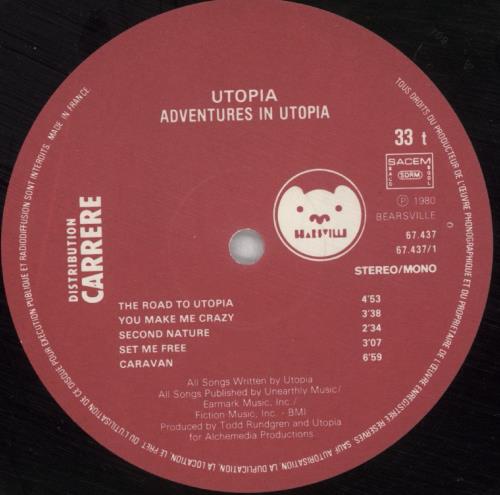 UTOPIA
ADVENTURES IN UTOPIA
33 t
SACEM
SDRM
Ⓟ 1980
BEARSVILLE
67.437
67.437/1
STEREO/MONO
BEARSVILLE
DISTRIBUTION
CARRERE
THE ROAD TO UTOPIA 4'53
YOU MAKE ME CRAZY 3'38
SECOND NATURE 2'34
SET ME FREE 3'07
CARAVAN 6'59
All Songs Written by Utopia
All Songs Published by Unearthly Music/
Earmark Music, Inc./
Fiction Music, Inc. - BMI
Produced by Todd Rundgren and Utopia
for Alchemedia Productions.
TOUS DROITS DU PRODUCTEUR DE L'ŒUVRE PHONOGRAPHIQUE ET DU PROPRIETAIRE DE L'ŒUVRE ENREGISTREE RESERVES. SAUF AUTORISATION, LA DUPLICATION, LA LOCATION, LE PRET OU L'UTILISATION DE CE DISQUE POUR EXECUTION PUBLIQUE ET RADIODIFFUSION SONT INTERDITS. MADE IN FRANCE.